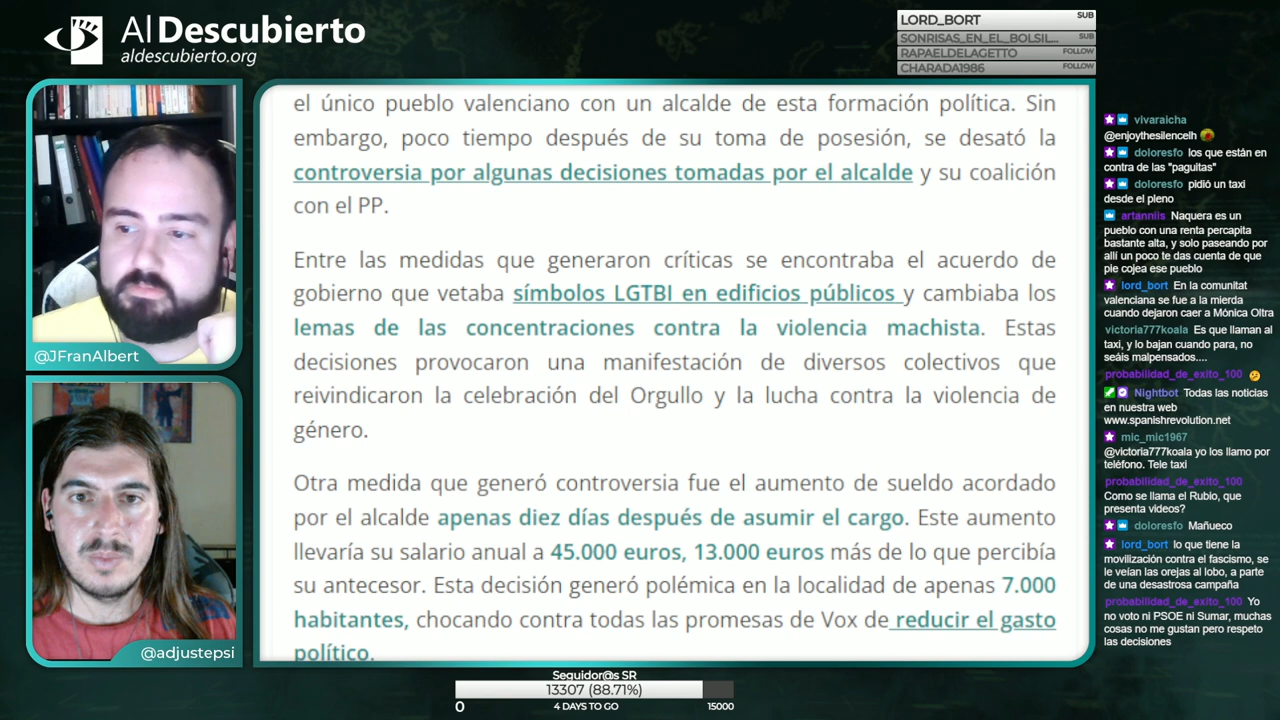 Al Descubierto
aldescubierto.org
LORD_BORT SUB
SONRISAS_EN_EL_BOLSIL... SUB
RAPAELDELAGETTO FOLLOW
CHARADA1986 FOLLOW
@JFranAlbert
@adjustepsi
el único pueblo valenciano con un alcalde de esta formación política. Sin
embargo, poco tiempo después de su toma de posesión, se desató la
controversia por algunas decisiones tomadas por el alcalde y su coalición
con el PP.
Entre las medidas que generaron críticas se encontraba el acuerdo de
gobierno que vetaba símbolos LGTBI en edificios públicos y cambiaba los
lemas de las concentraciones contra la violencia machista. Estas
decisiones provocaron una manifestación de diversos colectivos que
reivindicaron la celebración del Orgullo y la lucha contra la violencia de
género.
Otra medida que generó controversia fue el aumento de sueldo acordado
por el alcalde apenas diez días después de asumir el cargo. Este aumento
llevaría su salario anual a 45.000 euros, 13.000 euros más de lo que percibía
su antecesor. Esta decisión generó polémica en la localidad de apenas 7.000
habitantes, chocando contra todas las promesas de Vox de reducir el gasto
político.
vivaraicha
@enjoythesilencelh
doloresfo los que están en
contra de las "paguitas"
doloresfo pidió un taxi
desde el pleno
artanniis Naquera es un
pueblo con una renta percapita
bastante alta, y solo paseando por
allí un poco te das cuenta de que
pie cojea ese pueblo
lord_bort En la comunitat
valenciana se fue a la mierda
cuando dejaron caer a Mónica Oltra
victoria777koala Es que llaman al
taxi, y lo bajan cuando para, no
seáis malpensados....
probabilidad_de_exito_100
Nightbot Todas las noticias
en nuestra web
www.spanishrevolution.net
mic_mic1967
@victoria777koala yo los llamo por
teléfono. Tele taxi
probabilidad_de_exito_100
Como se llama el Rubio, que
presenta videos?
doloresfo Mañueco
lord_bort lo que tiene la
movilización contra el fascismo, se
le veían las orejas al lobo, a parte
de una desastrosa campaña
probabilidad_de_exito_100 Yo
no voto ni PSOE ni Sumar, muchas
cosas no me gustan pero respeto
las decisiones
Seguidor@s SR
13307 (88.71%)
0 4 DAYS TO GO 15000